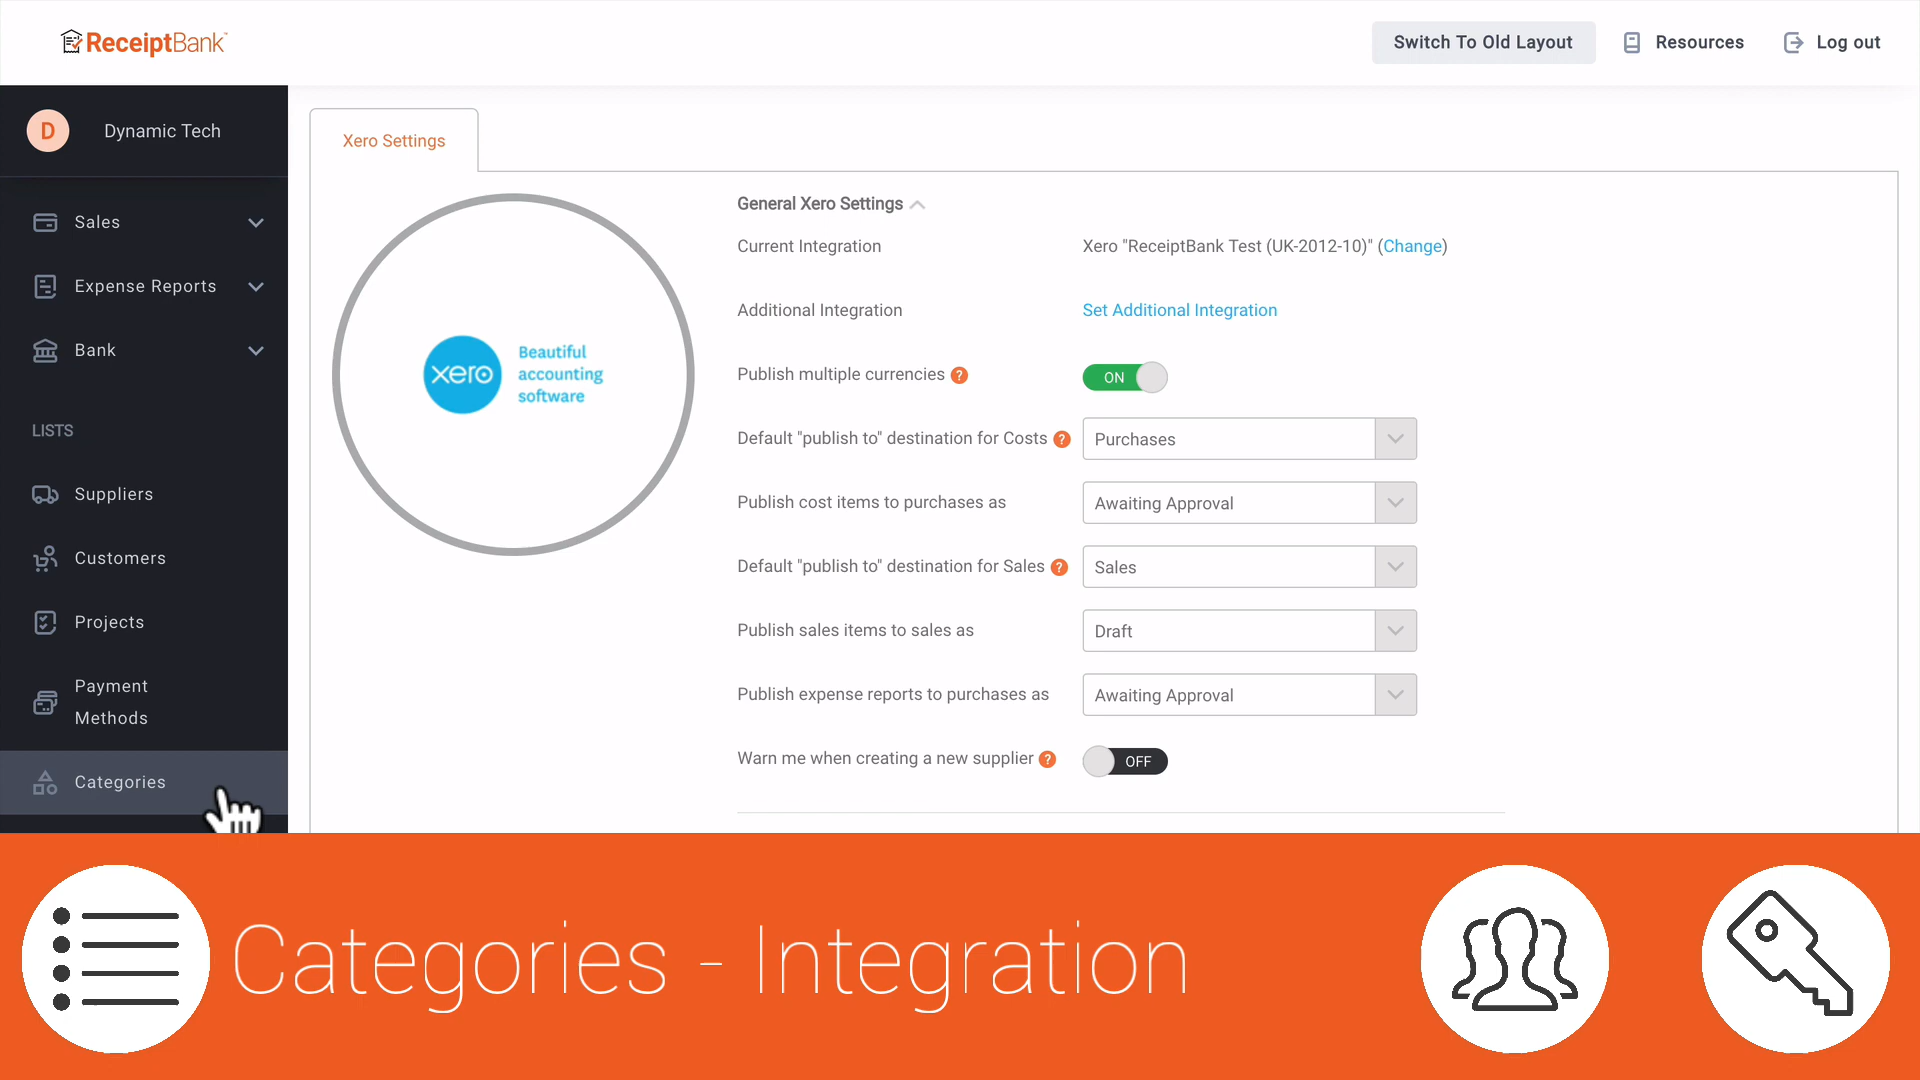 ReceiptBank
Switch To Old Layout
Resources
Log out
D
Dynamic Tech
Sales
Expense Reports
Bank
LISTS
Suppliers
Customers
Projects
Payment
Methods
Categories
Xero Settings
xero
Beautiful
accounting
software
General Xero Settings
Current Integration
Xero "ReceiptBank Test (UK-2012-10)" (Change)
Additional Integration
Set Additional Integration
Publish multiple currencies ?
ON
Default "publish to" destination for Costs ?
Purchases
Publish cost items to purchases as
Awaiting Approval
Default "publish to" destination for Sales ?
Sales
Publish sales items to sales as
Draft
Publish expense reports to purchases as
Awaiting Approval
Warn me when creating a new supplier ?
OFF
Categories - Integration